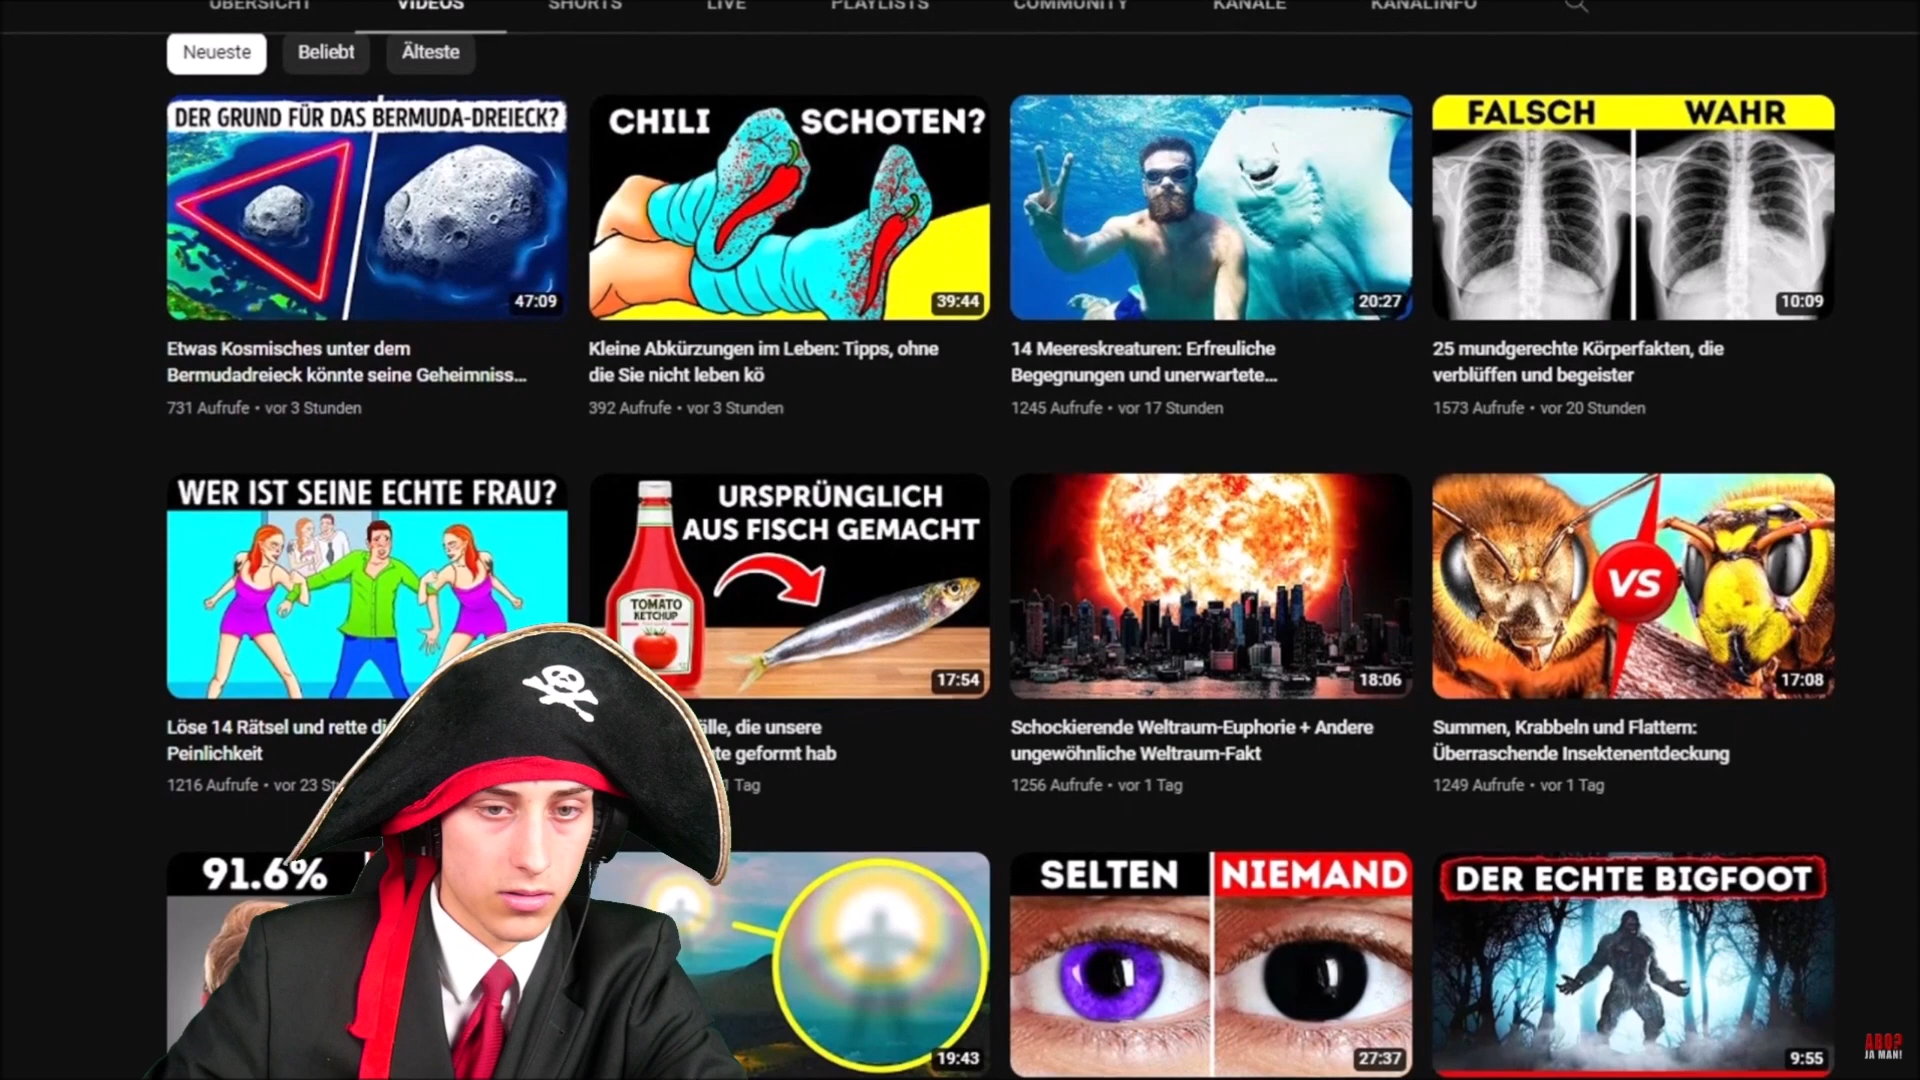 ÜBERSICHT VIDEOS SHORTS LIVE PLAYLISTS COMMUNITY KANÄLE KANALINFO
Neueste Beliebt Älteste
DER GRUND FÜR DAS BERMUDA-DREIECK?
47:09
CHILI SCHOTEN?
39:44
20:27
FALSCH WAHR
10:09
Etwas Kosmisches unter dem
Bermudadreieck könnte seine Geheimniss...
731 Aufrufe • vor 3 Stunden
Kleine Abkürzungen im Leben: Tipps, ohne
die Sie nicht leben kö
392 Aufrufe • vor 3 Stunden
14 Meereskreaturen: Erfreuliche
Begegnungen und unerwartete...
1245 Aufrufe • vor 17 Stunden
25 mundgerechte Körperfakten, die
verblüffen und begeister
1573 Aufrufe • vor 20 Stunden
WER IST SEINE ECHTE FRAU?
URSPRÜNGLICH
AUS FISCH GEMACHT
TOMATO
KETCHUP
17:54
18:06
VS
17:08
Löse 14 Rätsel und rette di
Peinlichkeit
1216 Aufrufe • vor 23 St
älle, die unsere
te geformt hab
1 Tag
Schockierende Weltraum-Euphorie + Andere
ungewöhnliche Weltraum-Fakt
1256 Aufrufe • vor 1 Tag
Summen, Krabbeln und Flattern:
Überraschende Insektenentdeckung
1249 Aufrufe • vor 1 Tag
91.6%
19:43
SELTEN NIEMAND
27:37
DER ECHTE BIGFOOT
9:55
ABO?
JA MAN!